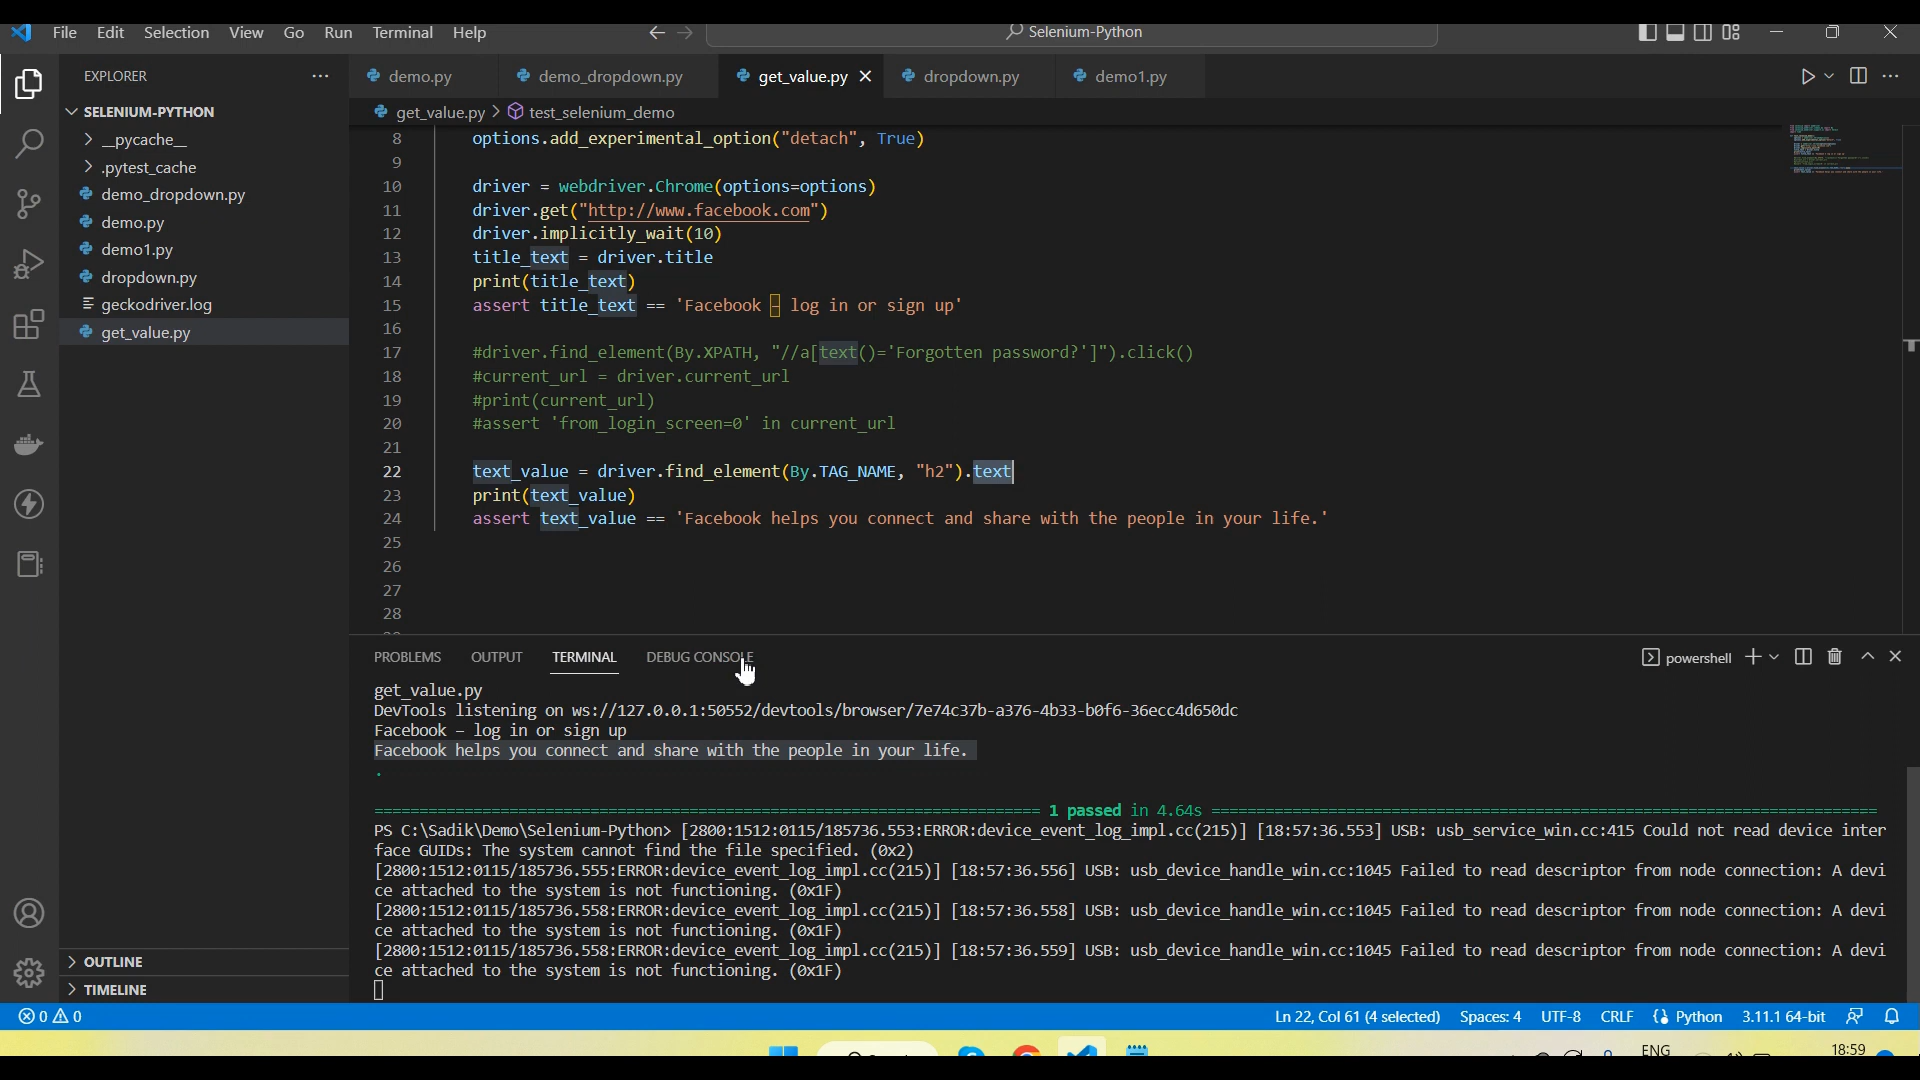 File Edit Selection View Go Run Terminal Help
Selenium-Python
EXPLORER
demo.py
demo_dropdown.py
get_value.py
dropdown.py
demo1.py
SELENIUM-PYTHON
__pycache__
.pytest_cache
demo_dropdown.py
demo.py
demo1.py
dropdown.py
geckodriver.log
get_value.py
OUTLINE
TIMELINE
get_value.py > test_selenium_demo
8 options.add_experimental_option("detach", True)
9
10 driver = webdriver.Chrome(options=options)
11 driver.get("http://www.facebook.com")
12 driver.implicitly_wait(10)
13 title_text = driver.title
14 print(title_text)
15 assert title_text == 'Facebook – log in or sign up'
16
17 #driver.find_element(By.XPATH, "//a[text()='Forgotten password?']").click()
18 #current_url = driver.current_url
19 #print(current_url)
20 #assert 'from_login_screen=0' in current_url
21
22 text_value = driver.find_element(By.TAG_NAME, "h2").text
23 print(text_value)
24 assert text_value == 'Facebook helps you connect and share with the people in your life.'
25
26
27
28
PROBLEMS OUTPUT TERMINAL DEBUG CONSOLE
powershell
get_value.py
DevTools listening on ws://127.0.0.1:50552/devtools/browser/7e74c37b-a376-4b33-b0f6-36ecc4d650dc
Facebook – log in or sign up
Facebook helps you connect and share with the people in your life.
.
========================================================================== 1 passed in 4.64s ==========================================================================
PS C:\Sadik\Demo\Selenium-Python> [2800:1512:0115/185736.553:ERROR:device_event_log_impl.cc(215)] [18:57:36.553] USB: usb_service_win.cc:415 Could not read device inter
face GUIDs: The system cannot find the file specified. (0x2)
[2800:1512:0115/185736.555:ERROR:device_event_log_impl.cc(215)] [18:57:36.556] USB: usb_device_handle_win.cc:1045 Failed to read descriptor from node connection: A devi
ce attached to the system is not functioning. (0x1F)
[2800:1512:0115/185736.558:ERROR:device_event_log_impl.cc(215)] [18:57:36.558] USB: usb_device_handle_win.cc:1045 Failed to read descriptor from node connection: A devi
ce attached to the system is not functioning. (0x1F)
[2800:1512:0115/185736.558:ERROR:device_event_log_impl.cc(215)] [18:57:36.559] USB: usb_device_handle_win.cc:1045 Failed to read descriptor from node connection: A devi
ce attached to the system is not functioning. (0x1F)
0 0 Ln 22, Col 61 (4 selected) Spaces: 4 UTF-8 CRLF Python 3.11.1 64-bit
ENG 18:59